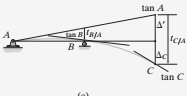 tan A
A
tan B
t_{B/A}
Δ'
t_{C/A}
B
Δ_C
C
tan C